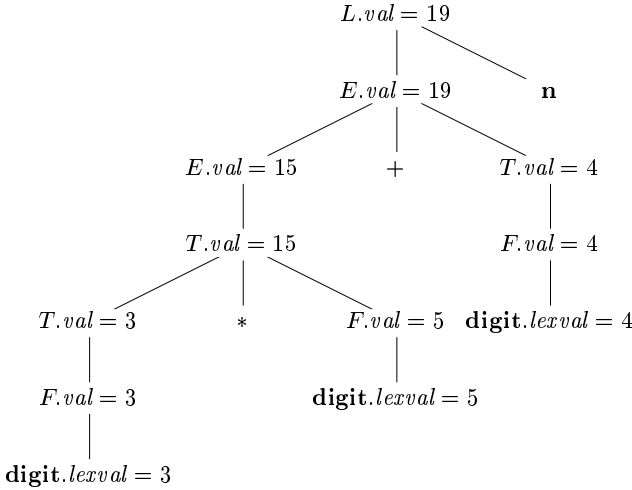 L.val = 19
E.val = 19 n
E.val = 15 + T.val = 4
T.val = 15 F.val = 4
T.val = 3 * F.val = 5 digit.lexval = 4
F.val = 3 digit.lexval = 5
digit.lexval = 3